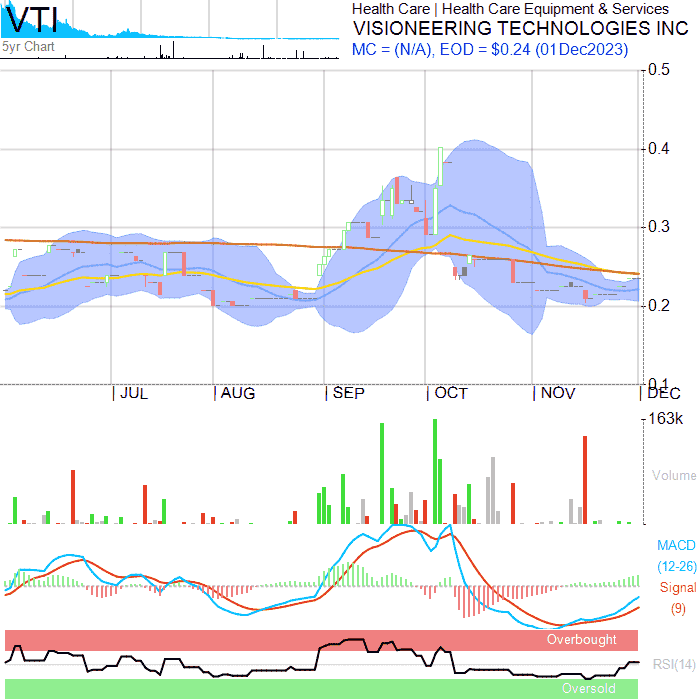 VTI
Health Care | Health Care Equipment & Services
VISIONEERING TECHNOLOGIES INC
5yr Chart
MC = (N/A), EOD = $0.24 (01Dec2023)
0.5
0.4
0.3
0.2
0.1
JUL AUG SEP OCT NOV DEC
163k
Volume
MACD
(12-26)
Signal
(9)
Overbought
RSI(14)
Oversold